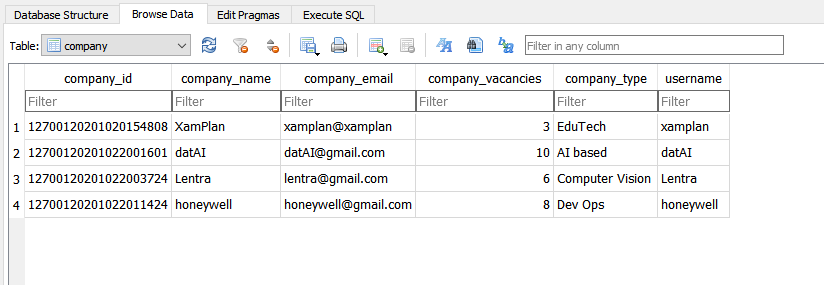 Database Structure Browse Data Edit Pragmas Execute SQL
Table: company Filter in any column
company_id company_name company_email company_vacancies company_type username
Filter Filter Filter Filter Filter Filter
1 12700120201020154808 XamPlan xamplan@xamplan 3 EduTech xamplan
2 12700120201022001601 datAI datAI@gmail.com 10 AI based datAI
3 12700120201022003724 Lentra lentra@gmail.com 6 Computer Vision Lentra
4 12700120201022011424 honeywell honeywell@gmail.com 8 Dev Ops honeywell